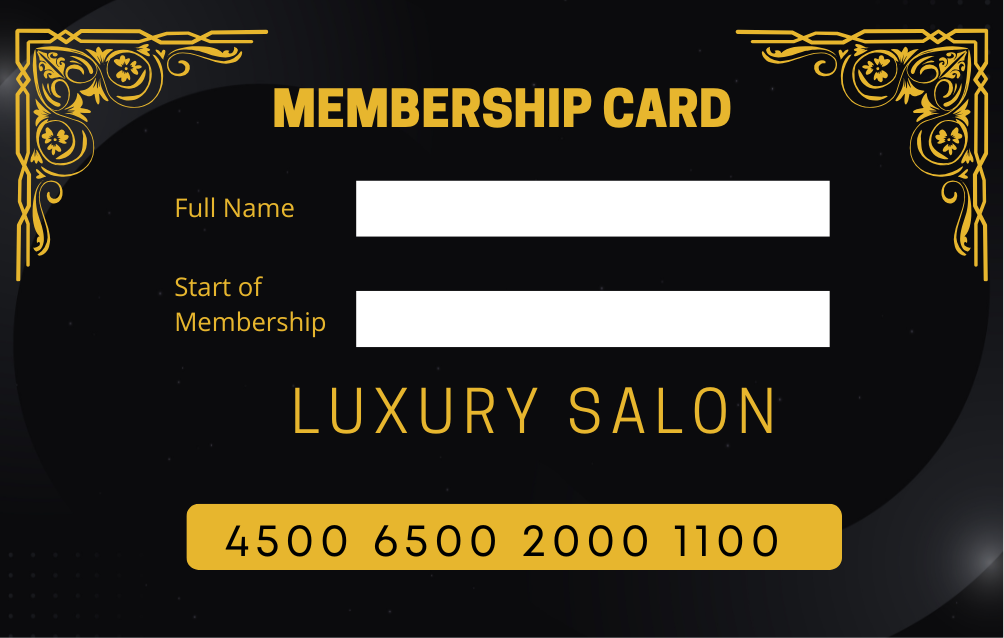 MEMBERSHIP CARD
Full Name
Start of
Membership
LUXURY SALON
4500 6500 2000 1100